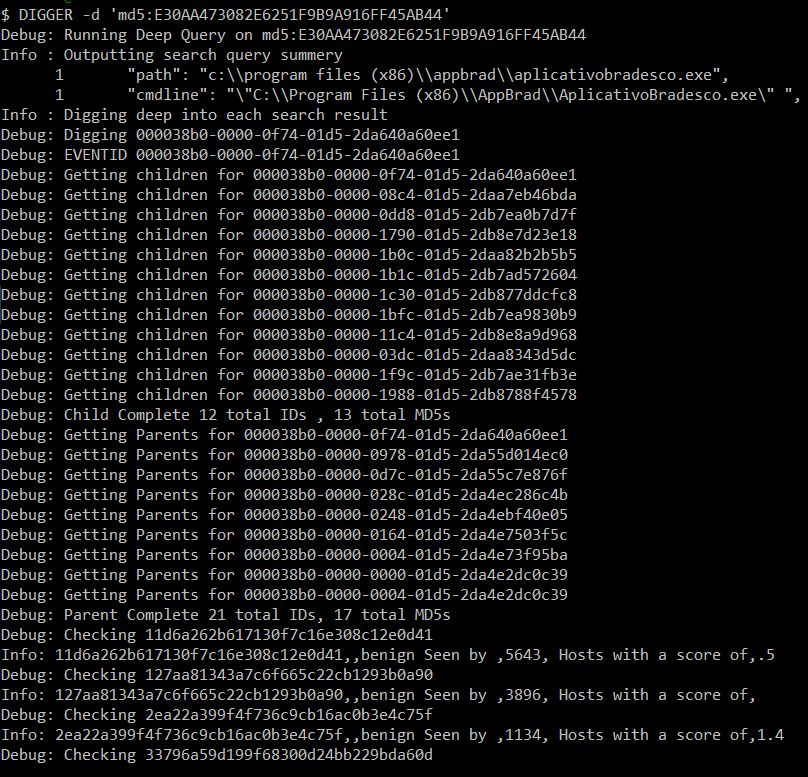 $ DIGGER -d 'md5:E30AA473082E6251F9B9A916FF45AB44'
Debug: Running Deep Query on md5:E30AA473082E6251F9B9A916FF45AB44
Info : Outputting search query summery
1 "path": "c:\\program files (x86)\\appbrad\\aplicativobradesco.exe",
1 "cmdline": "\"C:\\Program Files (x86)\\AppBrad\\AplicativoBradesco.exe\" ",
Info : Digging deep into each search result
Debug: Digging 000038b0-0000-0f74-01d5-2da640a60ee1
Debug: EVENTID 000038b0-0000-0f74-01d5-2da640a60ee1
Debug: Getting children for 000038b0-0000-0f74-01d5-2da640a60ee1
Debug: Getting children for 000038b0-0000-08c4-01d5-2daa7eb46bda
Debug: Getting children for 000038b0-0000-0dd8-01d5-2db7ea0b7d7f
Debug: Getting children for 000038b0-0000-1790-01d5-2db8e7d23e18
Debug: Getting children for 000038b0-0000-1b0c-01d5-2daa82b2b5b5
Debug: Getting children for 000038b0-0000-1b1c-01d5-2db7ad572604
Debug: Getting children for 000038b0-0000-1c30-01d5-2db877ddcfc8
Debug: Getting children for 000038b0-0000-1bfc-01d5-2db7ea9830b9
Debug: Getting children for 000038b0-0000-11c4-01d5-2db8e8a9d968
Debug: Getting children for 000038b0-0000-03dc-01d5-2daa8343d5dc
Debug: Getting children for 000038b0-0000-1f9c-01d5-2db7ae31fb3e
Debug: Getting children for 000038b0-0000-1988-01d5-2db8788f4578
Debug: Child Complete 12 total IDs , 13 total MD5s
Debug: Getting Parents for 000038b0-0000-0f74-01d5-2da640a60ee1
Debug: Getting Parents for 000038b0-0000-0978-01d5-2da55d014ec0
Debug: Getting Parents for 000038b0-0000-0d7c-01d5-2da55c7e876f
Debug: Getting Parents for 000038b0-0000-028c-01d5-2da4ec286c4b
Debug: Getting Parents for 000038b0-0000-0248-01d5-2da4ebf40e05
Debug: Getting Parents for 000038b0-0000-0164-01d5-2da4e7503f5c
Debug: Getting Parents for 000038b0-0000-0004-01d5-2da4e73f95ba
Debug: Getting Parents for 000038b0-0000-0000-01d5-2da4e2dc0c39
Debug: Getting Parents for 000038b0-0000-0004-01d5-2da4e2dc0c39
Debug: Parent Complete 21 total IDs, 17 total MD5s
Debug: Checking 11d6a262b617130f7c16e308c12e0d41
Info: 11d6a262b617130f7c16e308c12e0d41,,benign Seen by ,5643, Hosts with a score of,.5
Debug: Checking 127aa81343a7c6f665c22cb1293b0a90
Info: 127aa81343a7c6f665c22cb1293b0a90,,benign Seen by ,3896, Hosts with a score of,
Debug: Checking 2ea22a399f4f736c9cb16ac0b3e4c75f
Info: 2ea22a399f4f736c9cb16ac0b3e4c75f,,benign Seen by ,1134, Hosts with a score of,1.4
Debug: Checking 33796a59d199f68300d24bb229bda60d